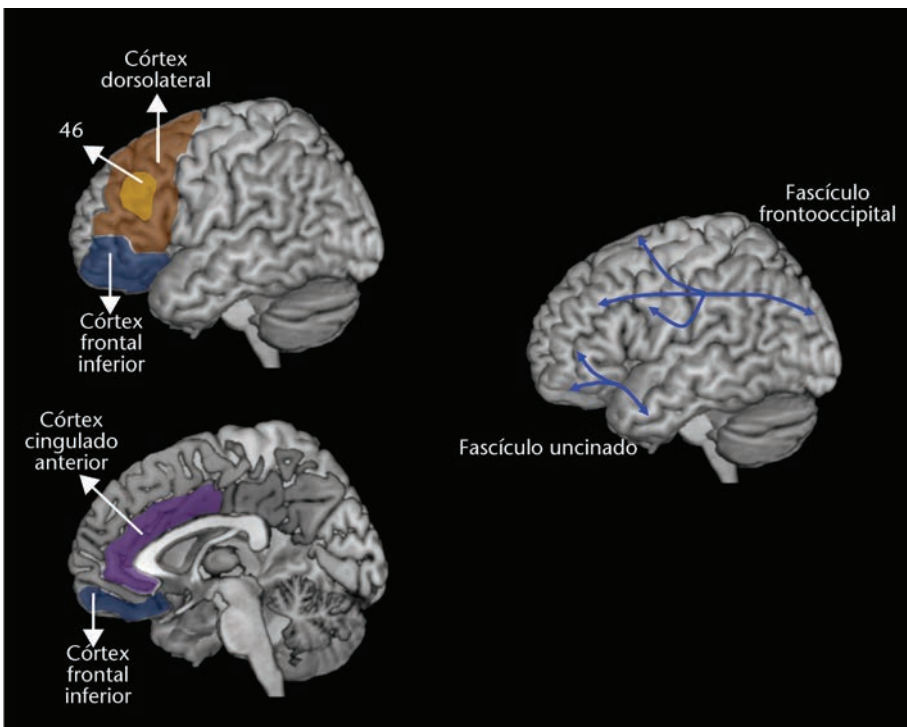 Córtex
dorsolateral
46
Córtex
frontal
inferior
Córtex
cingulado
anterior
Córtex
frontal
inferior
Fascículo
frontooccipital
Fascículo uncinado